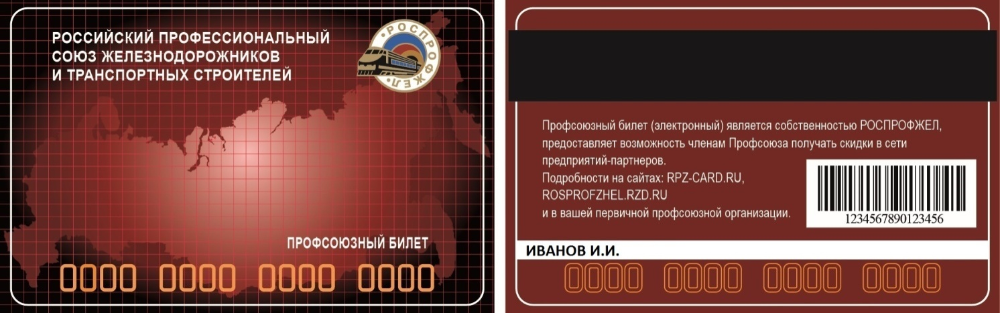 РОССИЙСКИЙ ПРОФЕССИОНАЛЬНЫЙ
СОЮЗ ЖЕЛЕЗНОДОРОЖНИКОВ
И ТРАНСПОРТНЫХ СТРОИТЕЛЕЙ
·РОСПРОФЖЕЛ·
ПРОФСОЮЗНЫЙ БИЛЕТ
0000 0000 0000 0000
Профсоюзный билет (электронный) является собственностью РОСПРОФЖЕЛ,
предоставляет возможность членам Профсоюза получать скидки в сети
предприятий-партнеров.
Подробности на сайтах: RPZ-CARD.RU,
ROSPROFZHEL.RZD.RU
и в вашей первичной профсоюзной организации.
1234567890123456
ИВАНОВ И.И.
0000 0000 0000 0000